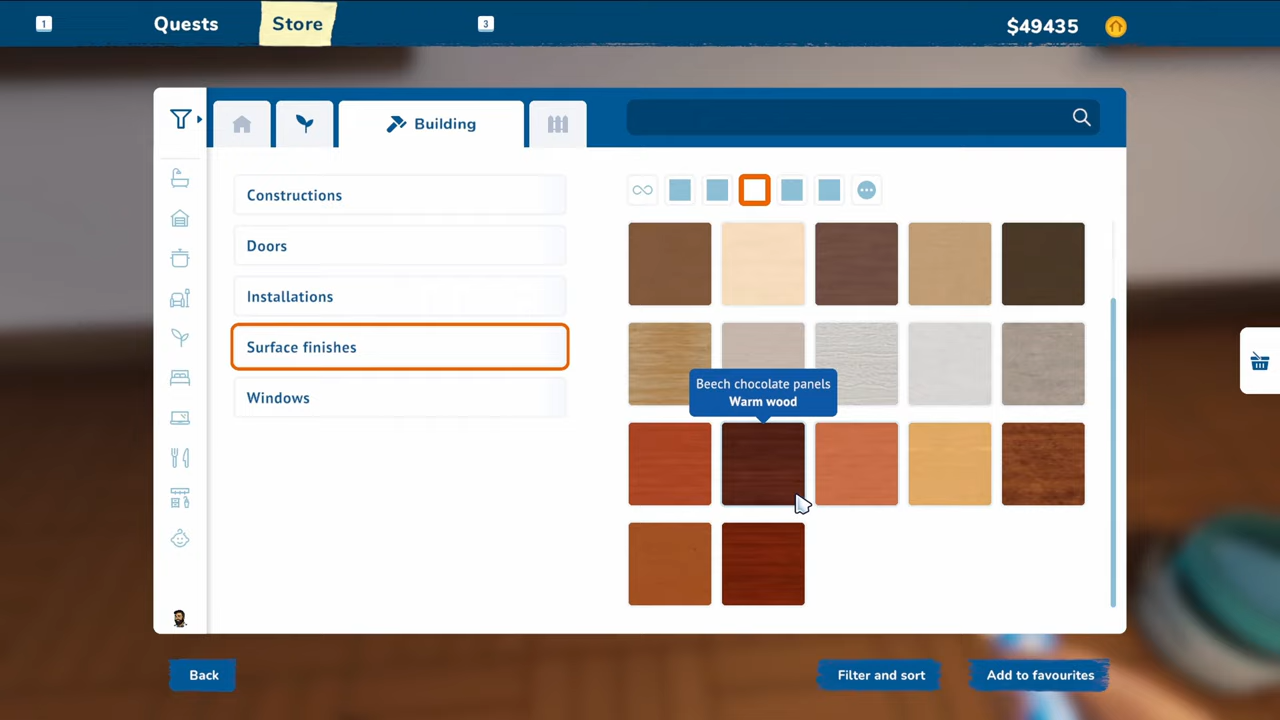 1
Quests
Store
3
$49435
Building
Constructions
Doors
Installations
Surface finishes
Windows
Beech chocolate panels
Warm wood
Back
Filter and sort
Add to favourites